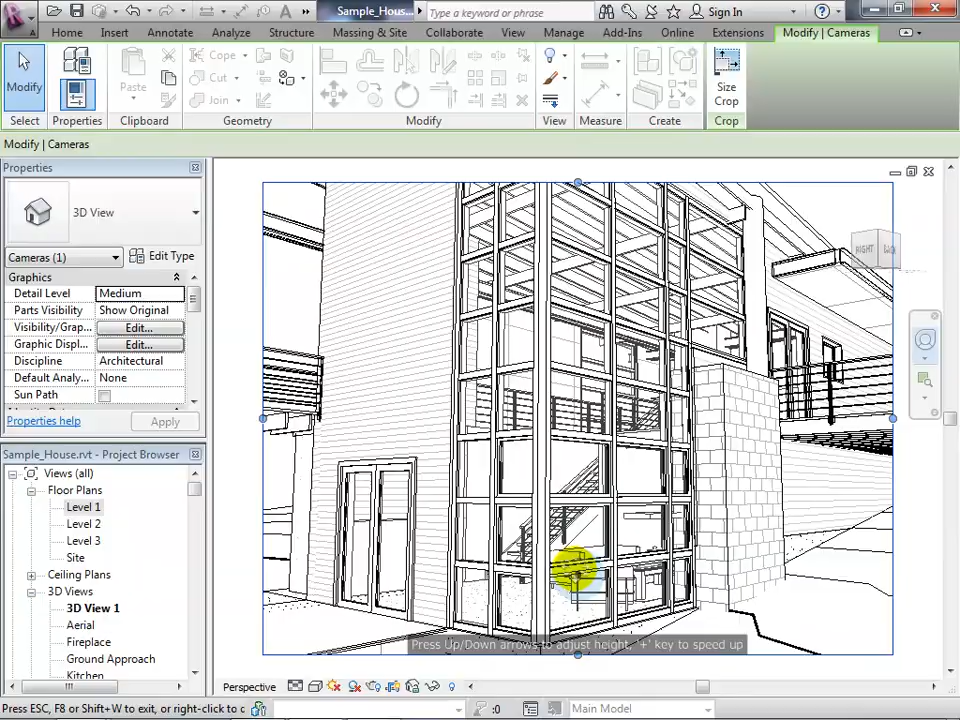 Sample_Hous...
Type a keyword or phrase
Sign In
Home Insert Annotate Analyze Structure Massing & Site Collaborate View Manage Add-Ins Online Extensions Modify | Cameras
Modify
Paste
Cope
Cut
Join
Size
Crop
Select Properties Clipboard Geometry Modify View Measure Create Crop
Modify | Cameras
Properties
3D View
Cameras (1) Edit Type
Graphics
Detail Level Medium
Parts Visibility Show Original
Visibility/Grap... Edit...
Graphic Displ... Edit...
Discipline Architectural
Default Analy... None
Sun Path
Properties help Apply
Sample_House.rvt - Project Browser
Views (all)
Floor Plans
Level 1
Level 2
Level 3
Site
Ceiling Plans
3D Views
3D View 1
Aerial
Fireplace
Ground Approach
Kitchen
RIGHT BACK
Press Up/Down arrows to adjust height, '+' key to speed up
Perspective
Press ESC, F8 or Shift+W to exit, or right-click to c
:0
Main Model